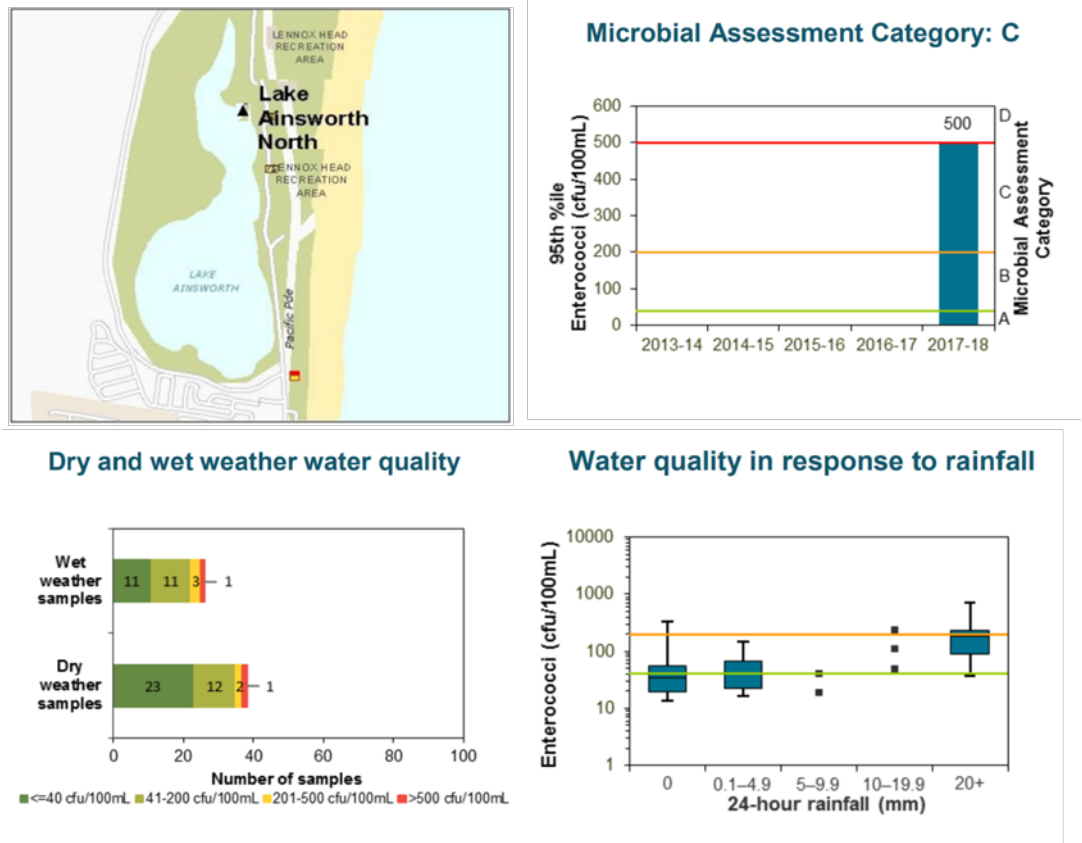 LENNOX HEAD
RECREATION
AREA
Lake
Ainsworth
North
LENNOX HEAD
RECREATION
AREA
LAKE
AINSWORTH
Pacific Pde
Microbial Assessment Category: C
95th %ile
Enterococci (cfu/100mL)
600
500
400
300
200
100
0
500
D
C
B
A
Microbial Assessment
Category
2013-14 2014-15 2015-16 2016-17 2017-18
Dry and wet weather water quality
Wet
weather
samples
11 11 3 1
Dry
weather
samples
23 12 2 1
0 20 40 60 80 100
Number of samples
<=40 cfu/100mL 41-200 cfu/100mL 201-500 cfu/100mL >500 cfu/100mL
Water quality in response to rainfall
Enterococci (cfu/100mL)
10000
1000
100
10
1
0 0.1–4.9 5–9.9 10–19.9 20+
24-hour rainfall (mm)